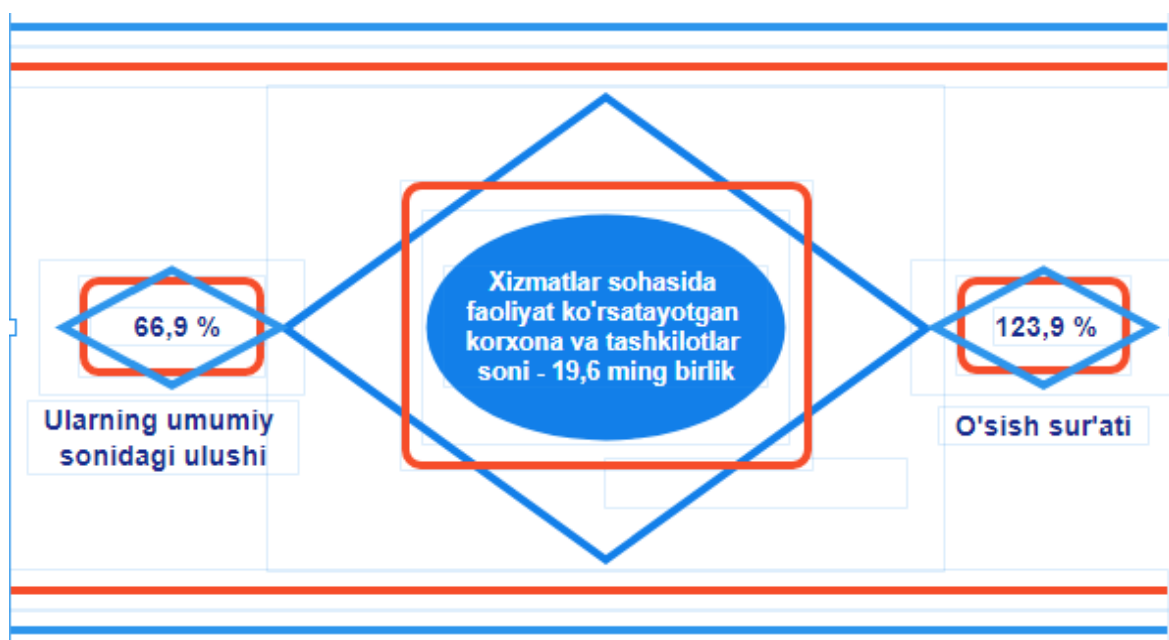 66,9 %
Ularning umumiy
sonidagi ulushi
Xizmatlar sohasida
faoliyat ko'rsatayotgan
korxona va tashkilotlar
soni - 19,6 ming birlik
123,9 %
O'sish sur'ati